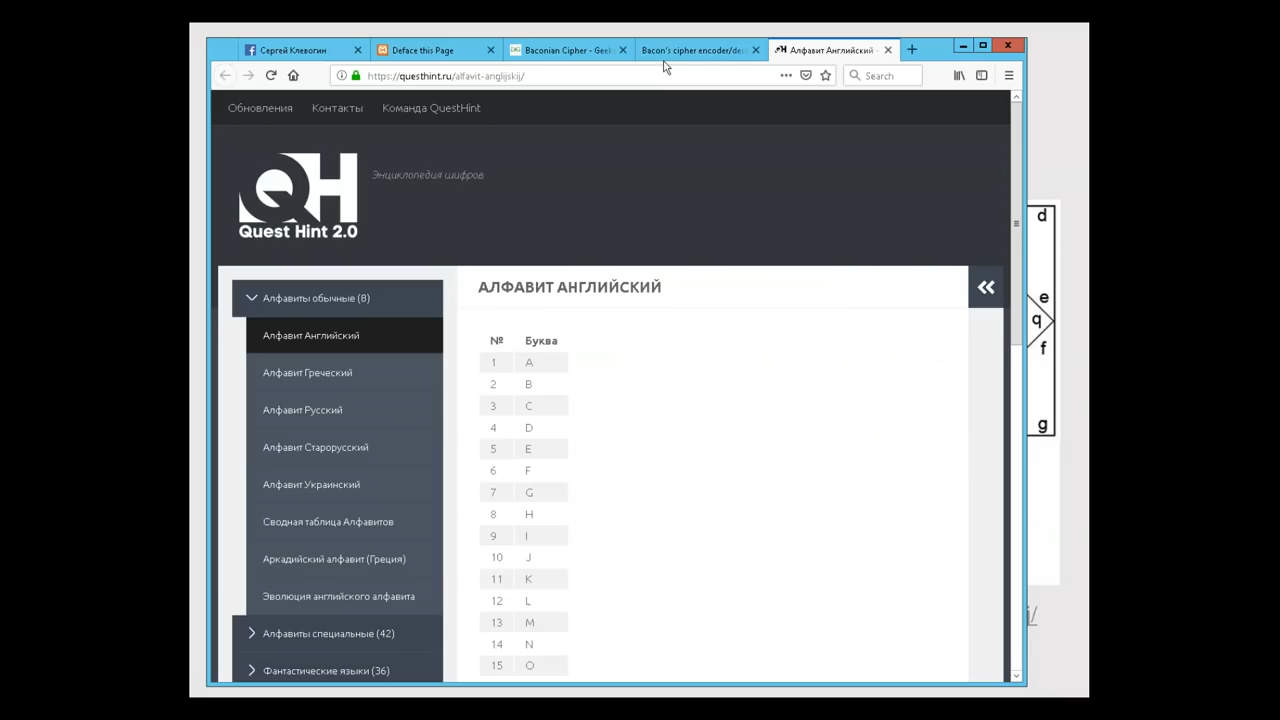 Сергей Клевогин
Deface this Page
Baconian Cipher - Geek
Bacon's cipher encoder/dec
Алфавит Английский -
https://questhint.ru/alfavit-anglijskij/
Search
Обновления
Контакты
Команда QuestHint
QH
Quest Hint 2.0
Энциклопедия шифров
Алфавиты обычные (8)
Алфавит Английский
Алфавит Греческий
Алфавит Русский
Алфавит Старорусский
Алфавит Украинский
Сводная таблица Алфавитов
Аркадийский алфавит (Греция)
Эволюция английского алфавита
Алфавиты специальные (42)
Фантастические языки (36)
АЛФАВИТ АНГЛИЙСКИЙ
№ Буква
1 A
2 B
3 C
4 D
5 E
6 F
7 G
8 H
9 I
10 J
11 K
12 L
13 M
14 N
15 O
d
e
q
f
g
i/